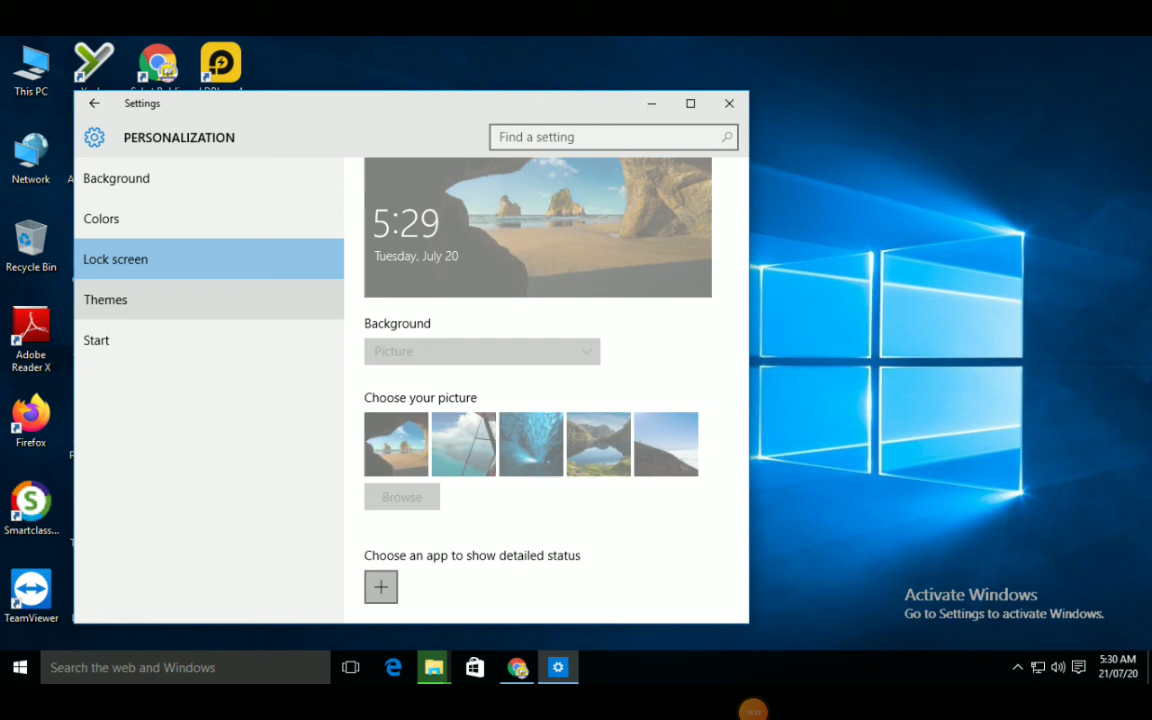 This PC
Settings
PERSONALIZATION
Find a setting
Network
Background
Colors
Lock screen
Themes
Start
5:29
Tuesday, July 20
Background
Picture
Choose your picture
Browse
Choose an app to show detailed status
Recycle Bin
Adobe
Reader X
Firefox
Smartclass...
TeamViewer
Activate Windows
Go to Settings to activate Windows.
Search the web and Windows
5:30 AM
21/07/20